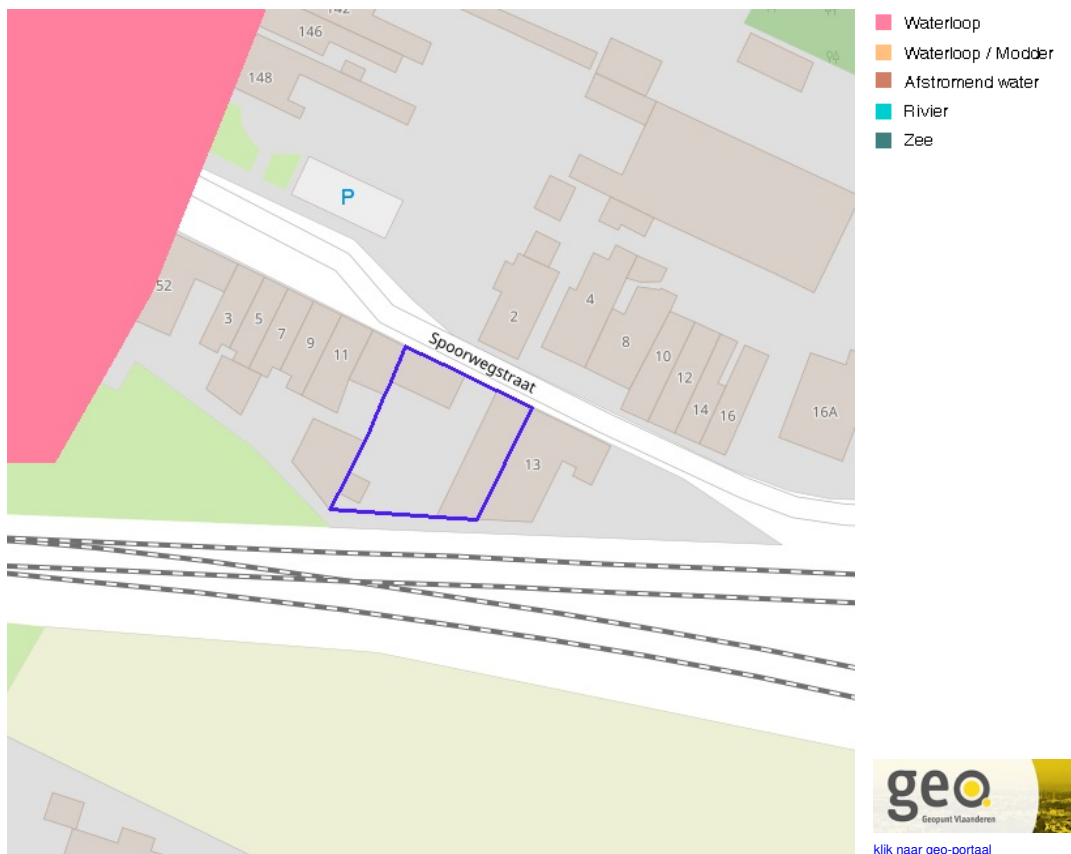 142
146
148
P
52
3
5
7
9
11
2
4
8
10
12
14
16
16A
13
Spoorwegstraat
Waterloop
Waterloop / Modder
Afstromend water
Rivier
Zee
geo
Geopunt Vlaanderen
klik naar geo-portaal